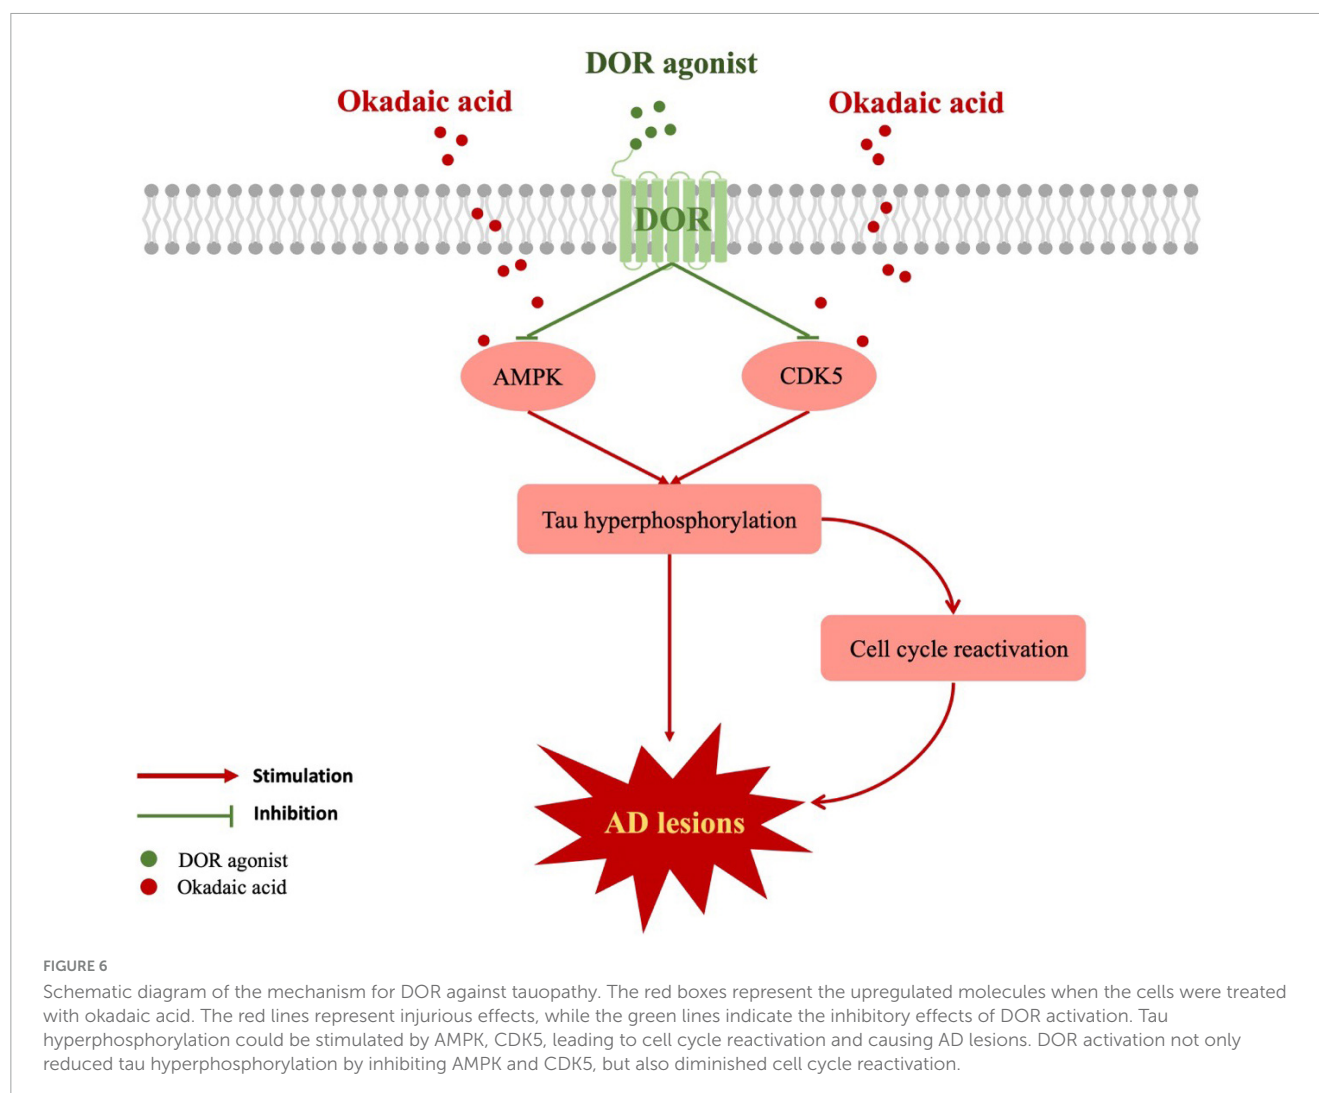 DOR agonist
Okadaic acid
Okadaic acid
DOR
AMPK
CDK5
Tau hyperphosphorylation
Cell cycle reactivation
AD lesions
Stimulation
Inhibition
DOR agonist
Okadaic acid
FIGURE 6
Schematic diagram of the mechanism for DOR against tauopathy. The red boxes represent the upregulated molecules when the cells were treated
with okadaic acid. The red lines represent injurious effects, while the green lines indicate the inhibitory effects of DOR activation. Tau
hyperphosphorylation could be stimulated by AMPK, CDK5, leading to cell cycle reactivation and causing AD lesions. DOR activation not only
reduced tau hyperphosphorylation by inhibiting AMPK and CDK5, but also diminished cell cycle reactivation.